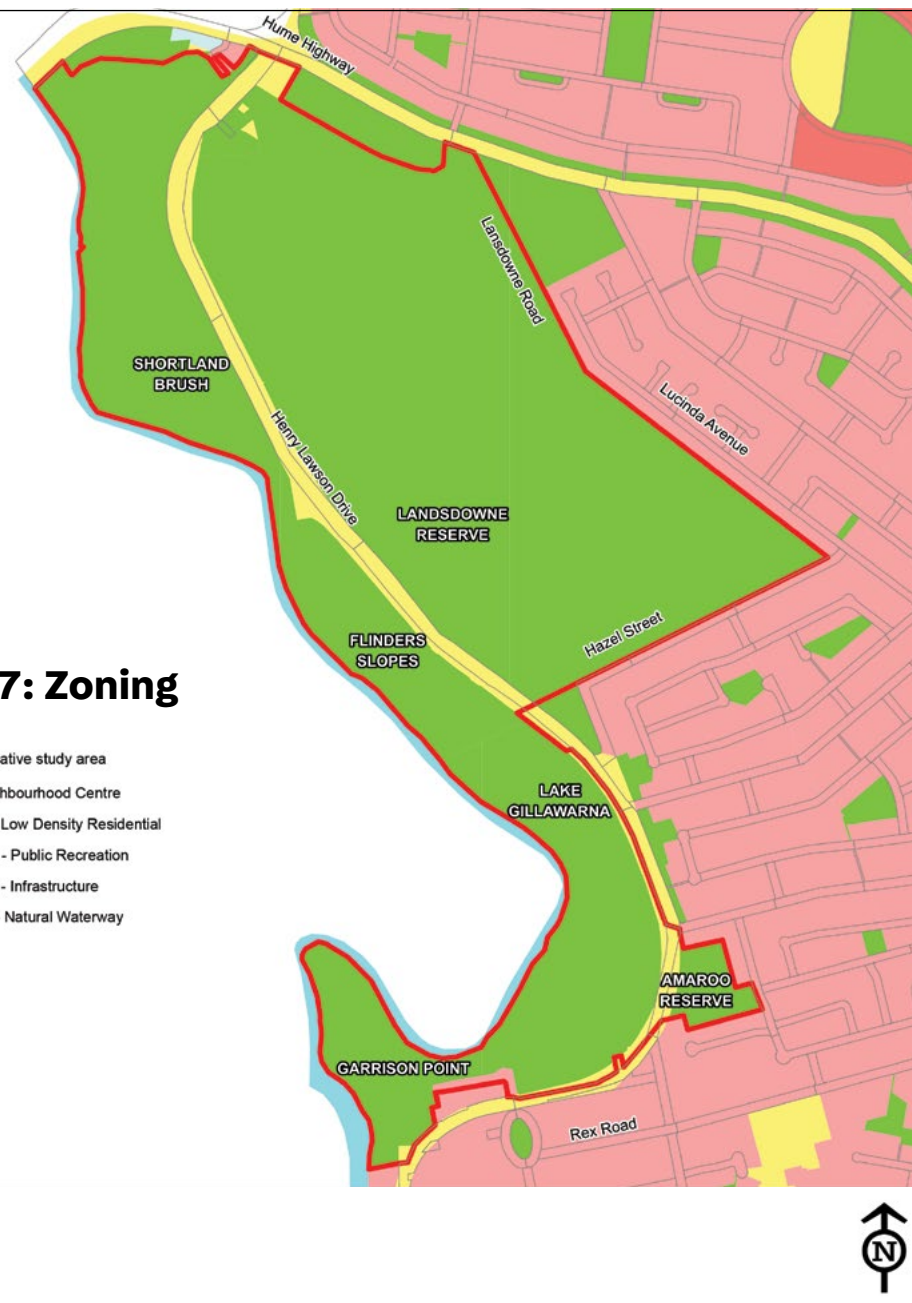 Hume Highway
Lansdowne Road
SHORTLAND
BRUSH
Lucinda Avenue
Henry Lawson Drive
LANDSDOWNE
RESERVE
Hazel Street
FLINDERS
SLOPES
7: Zoning
ative study area
hbourhood Centre
Low Density Residential
- Public Recreation
- Infrastructure
Natural Waterway
LAKE
GILLAWARNA
AMAROO
RESERVE
GARRISON POINT
Rex Road
N